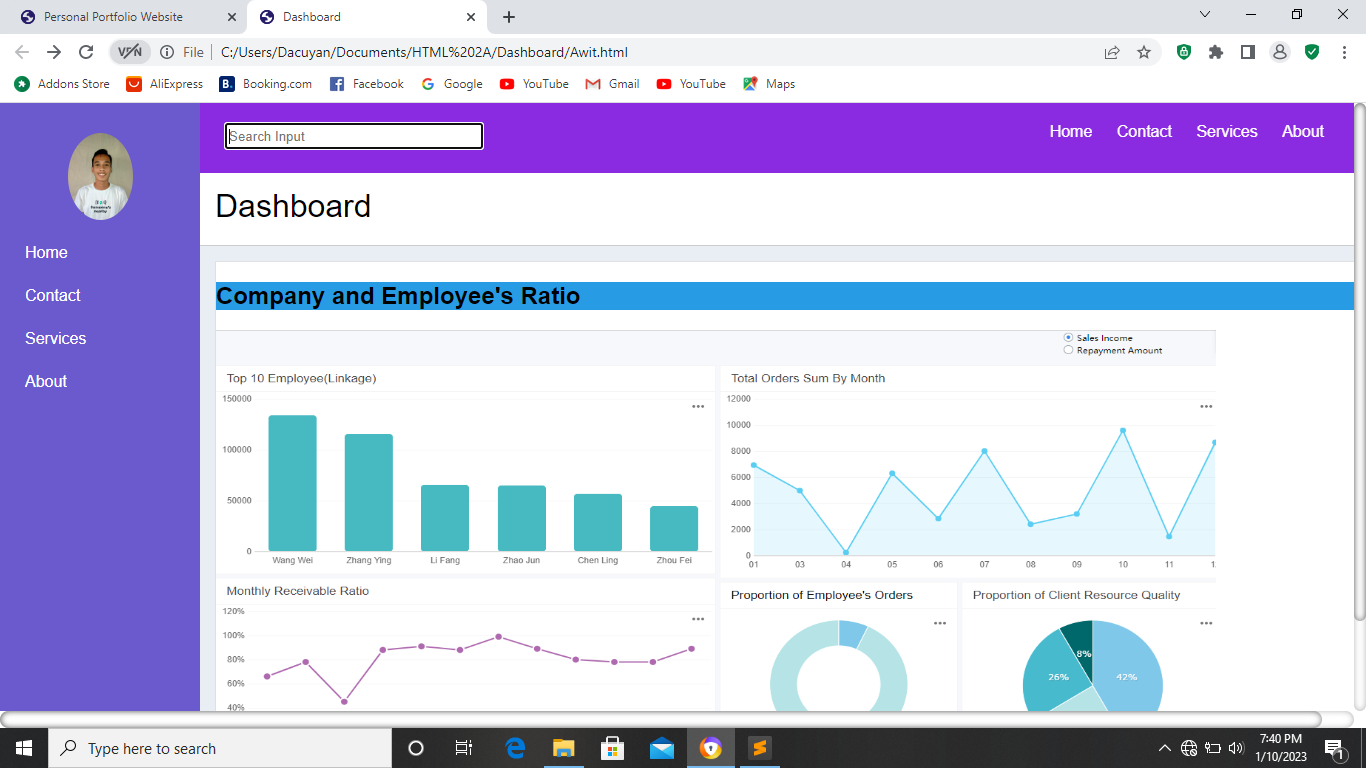 Personal Portfolio Website
Dashboard
VPN
File
C:/Users/Dacuyan/Documents/HTML%202A/Dashboard/Awit.html
Addons Store
AliExpress
B.
Booking.com
Facebook
Google
YouTube
Gmail
YouTube
Maps
Search Input
Home Contact Services About
Home
Contact
Services
About
Dashboard
Company and Employee's Ratio
Sales Income
Repayment Amount
Top 10 Employee(Linkage)
150000
100000
50000
0
Wang Wei Zhang Ying Li Fang Zhao Jun Chen Ling Zhou Fei
Total Orders Sum By Month
12000
10000
8000
6000
4000
2000
0
01 03 04 05 06 07 08 09 10 11
Monthly Receivable Ratio
120%
100%
80%
60%
40%
Proportion of Employee's Orders
Proportion of Client Resource Quality
8%
26%
42%
Type here to search
7:40 PM
1/10/2023
1